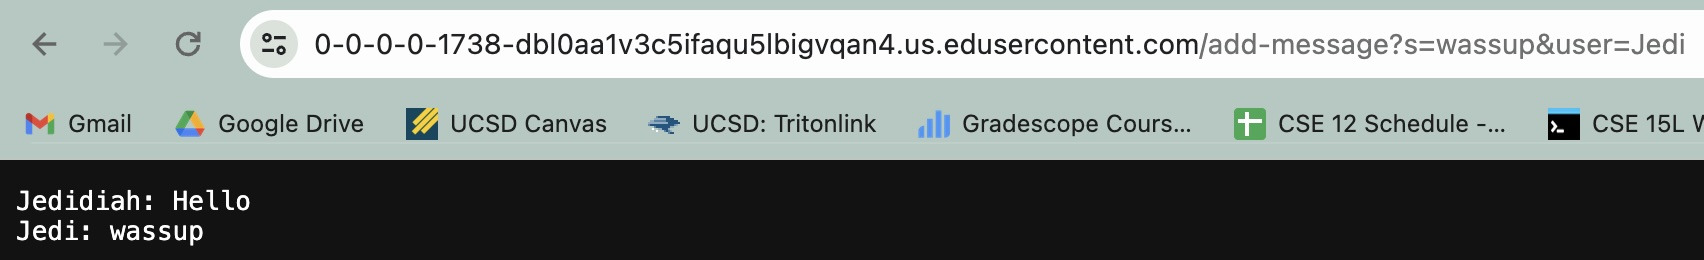 0-0-0-0-1738-dbl0aa1v3c5ifaqu5lbigvqan4.us.edusercontent.com/add-message?s=wassup&user=Jedi
Gmail Google Drive UCSD Canvas UCSD: Tritonlink Gradescope Cours... CSE 12 Schedule -... CSE 15L W
Jedidiah: Hello
Jedi: wassup